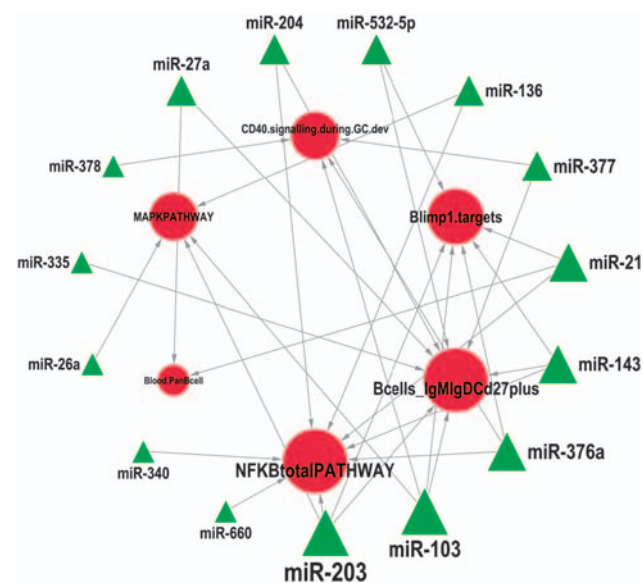 miR-204
miR-532-5p
miR-27a
miR-136
CD40.signalling.during.GC.dev
miR-378
miR-377
MAPKPATHWAY
Blimp1.targets
miR-335
miR-21
miR-26a
Blood.PanBcell
miR-143
Bcells_IgMIgDCd27plus
miR-376a
miR-340
NFKBtotalPATHWAY
miR-660
miR-103
miR-203